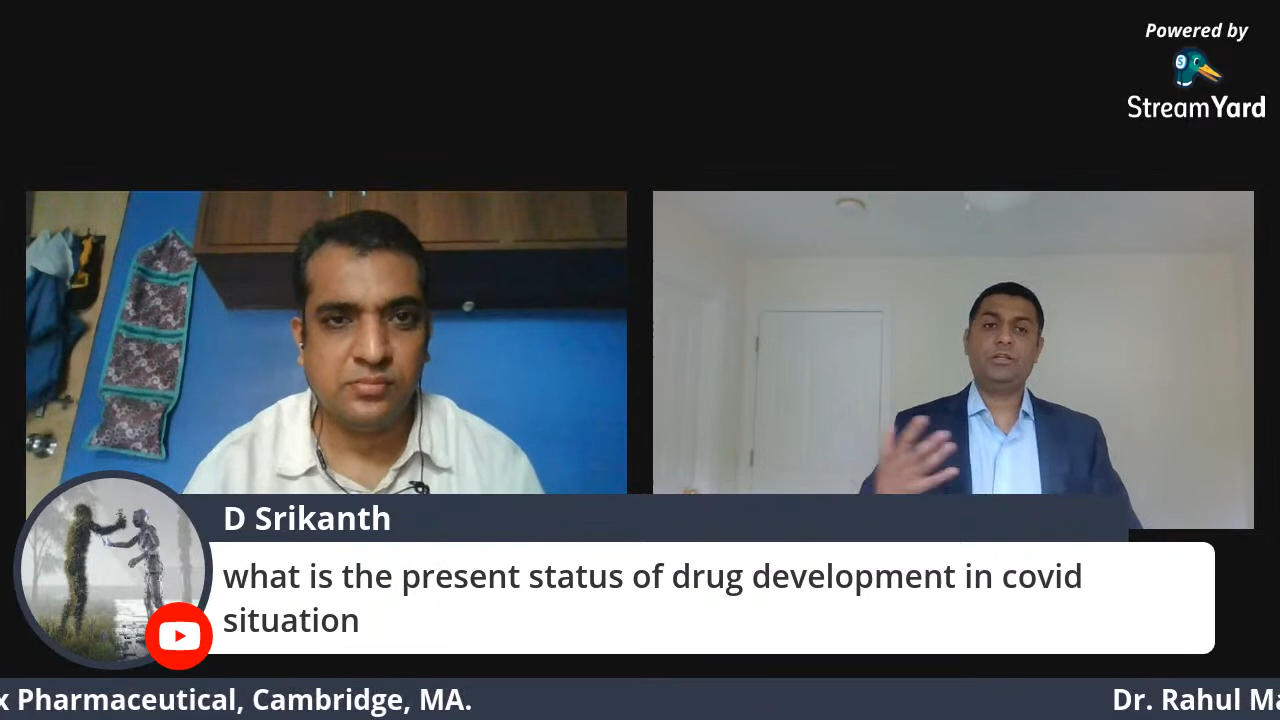 Powered by
StreamYard
D Srikanth
what is the present status of drug development in covid
situation
x Pharmaceutical, Cambridge, MA.
Dr. Rahul Ma